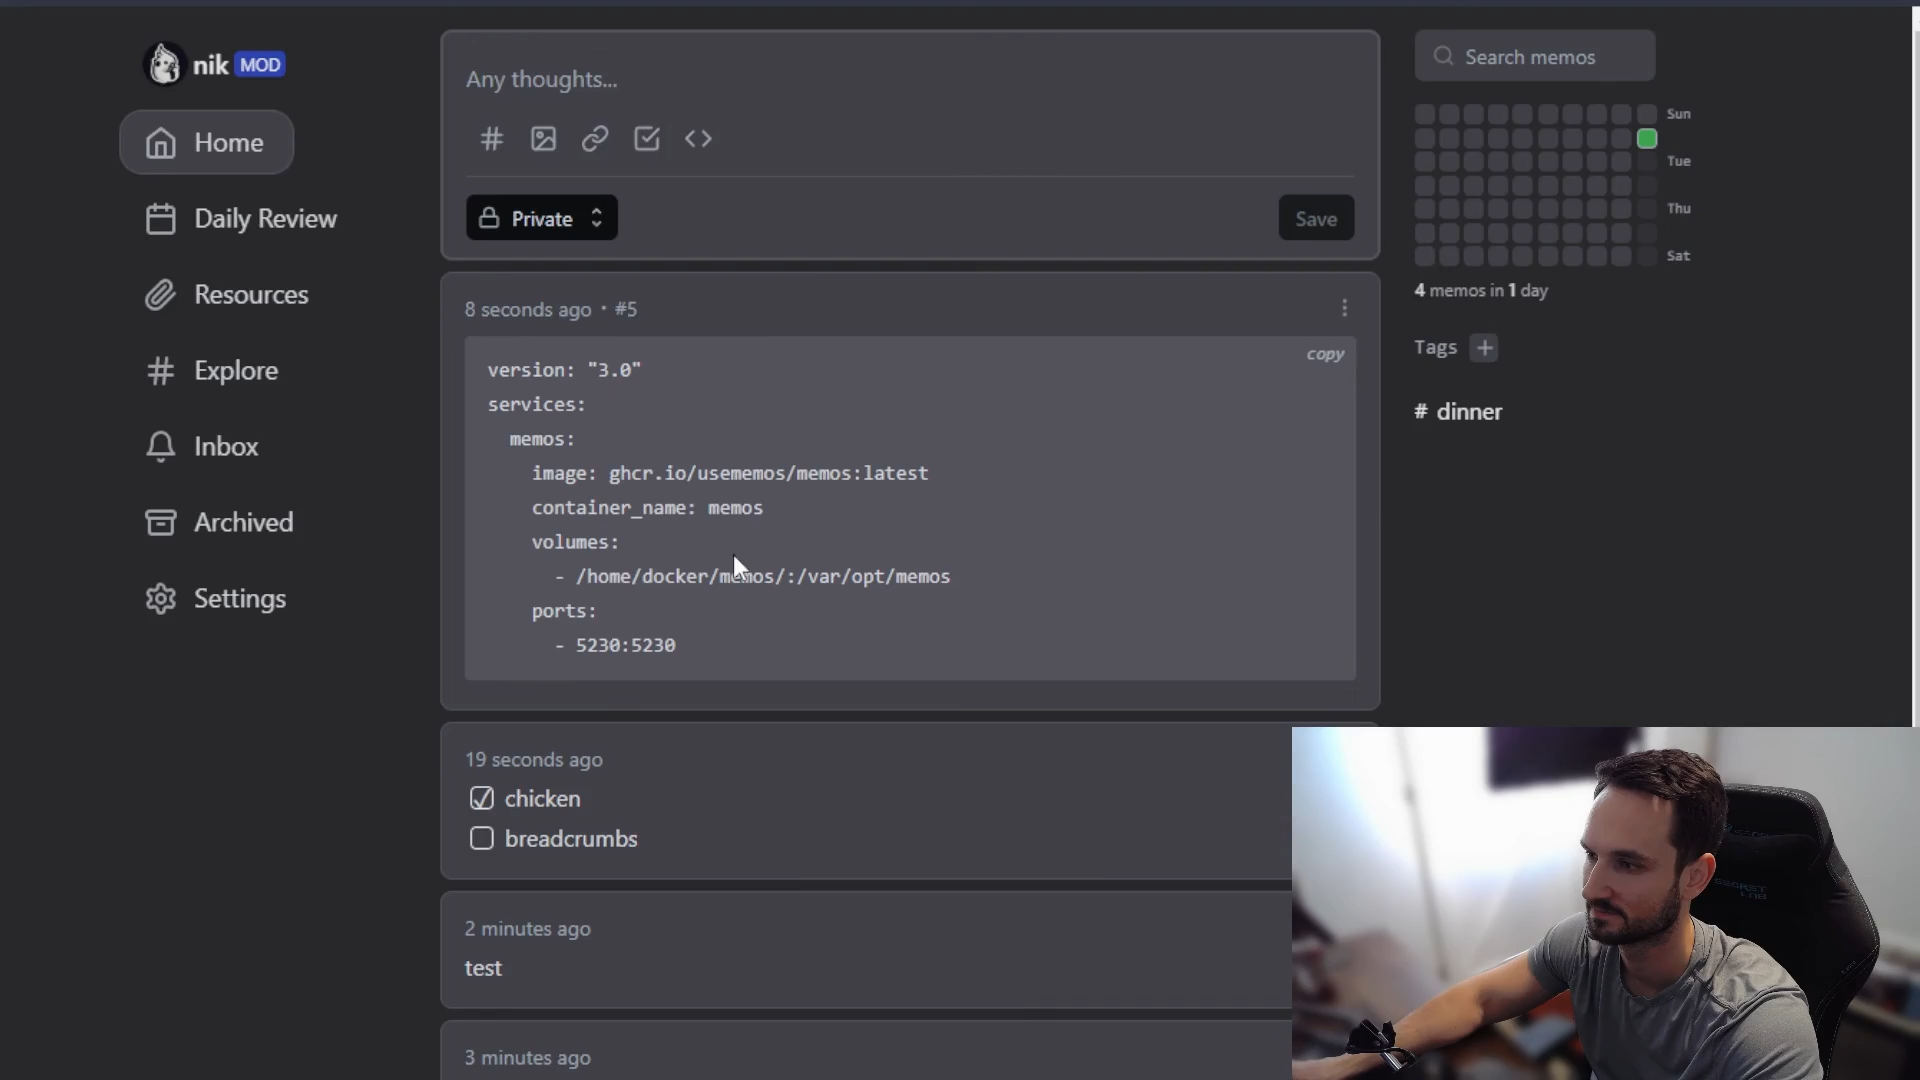 nik MOD
Home
Daily Review
Resources
Explore
Inbox
Archived
Settings
Any thoughts...
Private
Save
8 seconds ago • #5
copy
version: "3.0"
services:
memos:
image: ghcr.io/usememos/memos:latest
container_name: memos
volumes:
- /home/docker/memos/:/var/opt/memos
ports:
- 5230:5230
19 seconds ago
chicken
breadcrumbs
2 minutes ago
test
3 minutes ago
Search memos
Sun
Tue
Thu
Sat
4 memos in 1 day
Tags +
# dinner